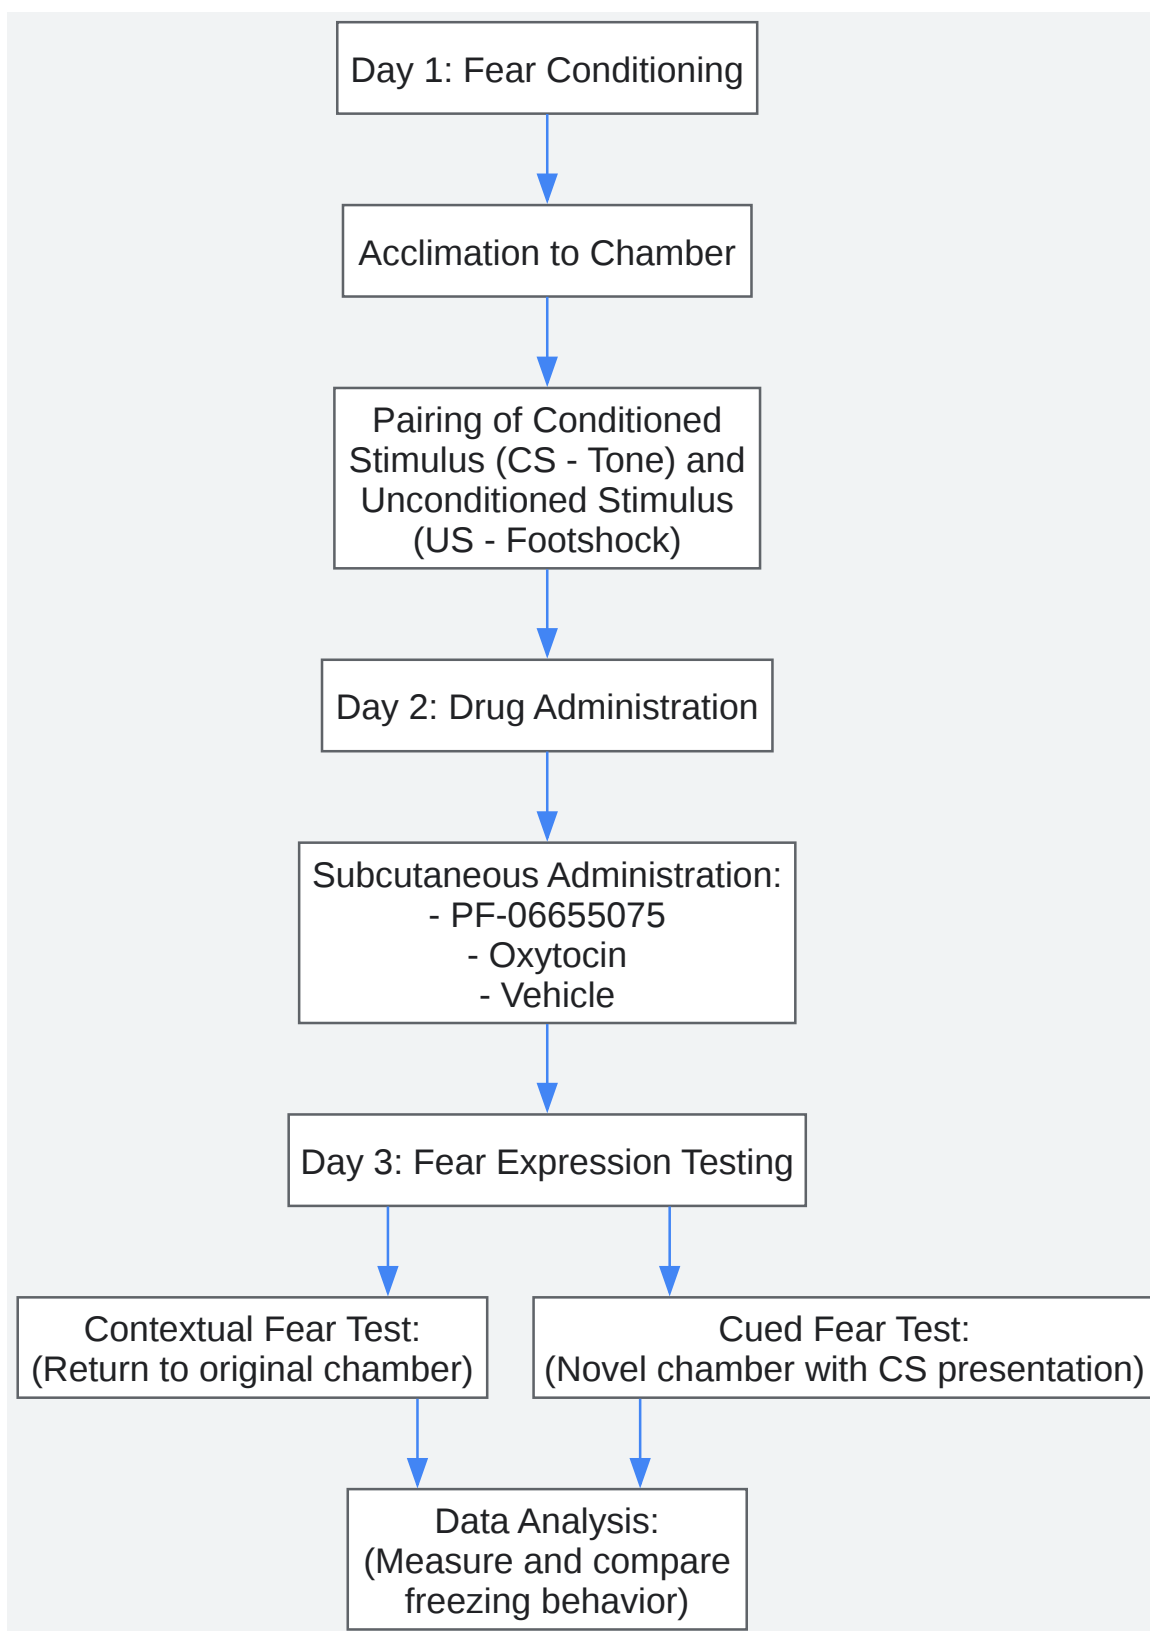 Day 1: Fear Conditioning
Acclimation to Chamber
Pairing of Conditioned
Stimulus (CS - Tone) and
Unconditioned Stimulus
(US - Footshock)
Day 2: Drug Administration
Subcutaneous Administration:
- PF-06655075
- Oxytocin
- Vehicle
Day 3: Fear Expression Testing
Contextual Fear Test:
(Return to original chamber)
Cued Fear Test:
(Novel chamber with CS presentation)
Data Analysis:
(Measure and compare
freezing behavior)